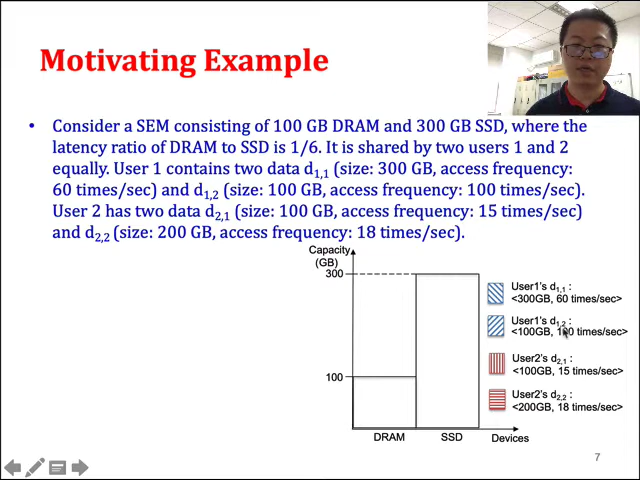 Motivating Example
• Consider a SEM consisting of 100 GB DRAM and 300 GB SSD, where the
latency ratio of DRAM to SSD is 1/6. It is shared by two users 1 and 2
equally. User 1 contains two data d1,1 (size: 300 GB, access frequency:
60 times/sec) and d1,2 (size: 100 GB, access frequency: 100 times/sec).
User 2 has two data d2,1 (size: 100 GB, access frequency: 15 times/sec)
and d2,2 (size: 200 GB, access frequency: 18 times/sec).
Capacity
(GB)
300
100
DRAM
SSD
Devices
User1's d1,1 :
<300GB, 60 times/sec>
User1's d1,2 :
<100GB, 100 times/sec>
User2's d2,1 :
<100GB, 15 times/sec>
User2's d2,2 :
<200GB, 18 times/sec>
7